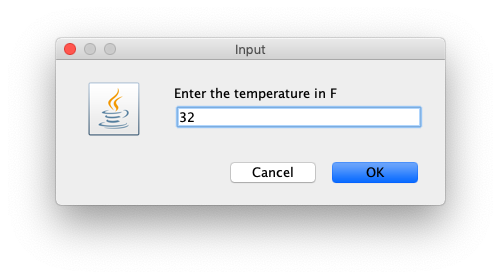 Input
Enter the temperature in F
32
Cancel
OK